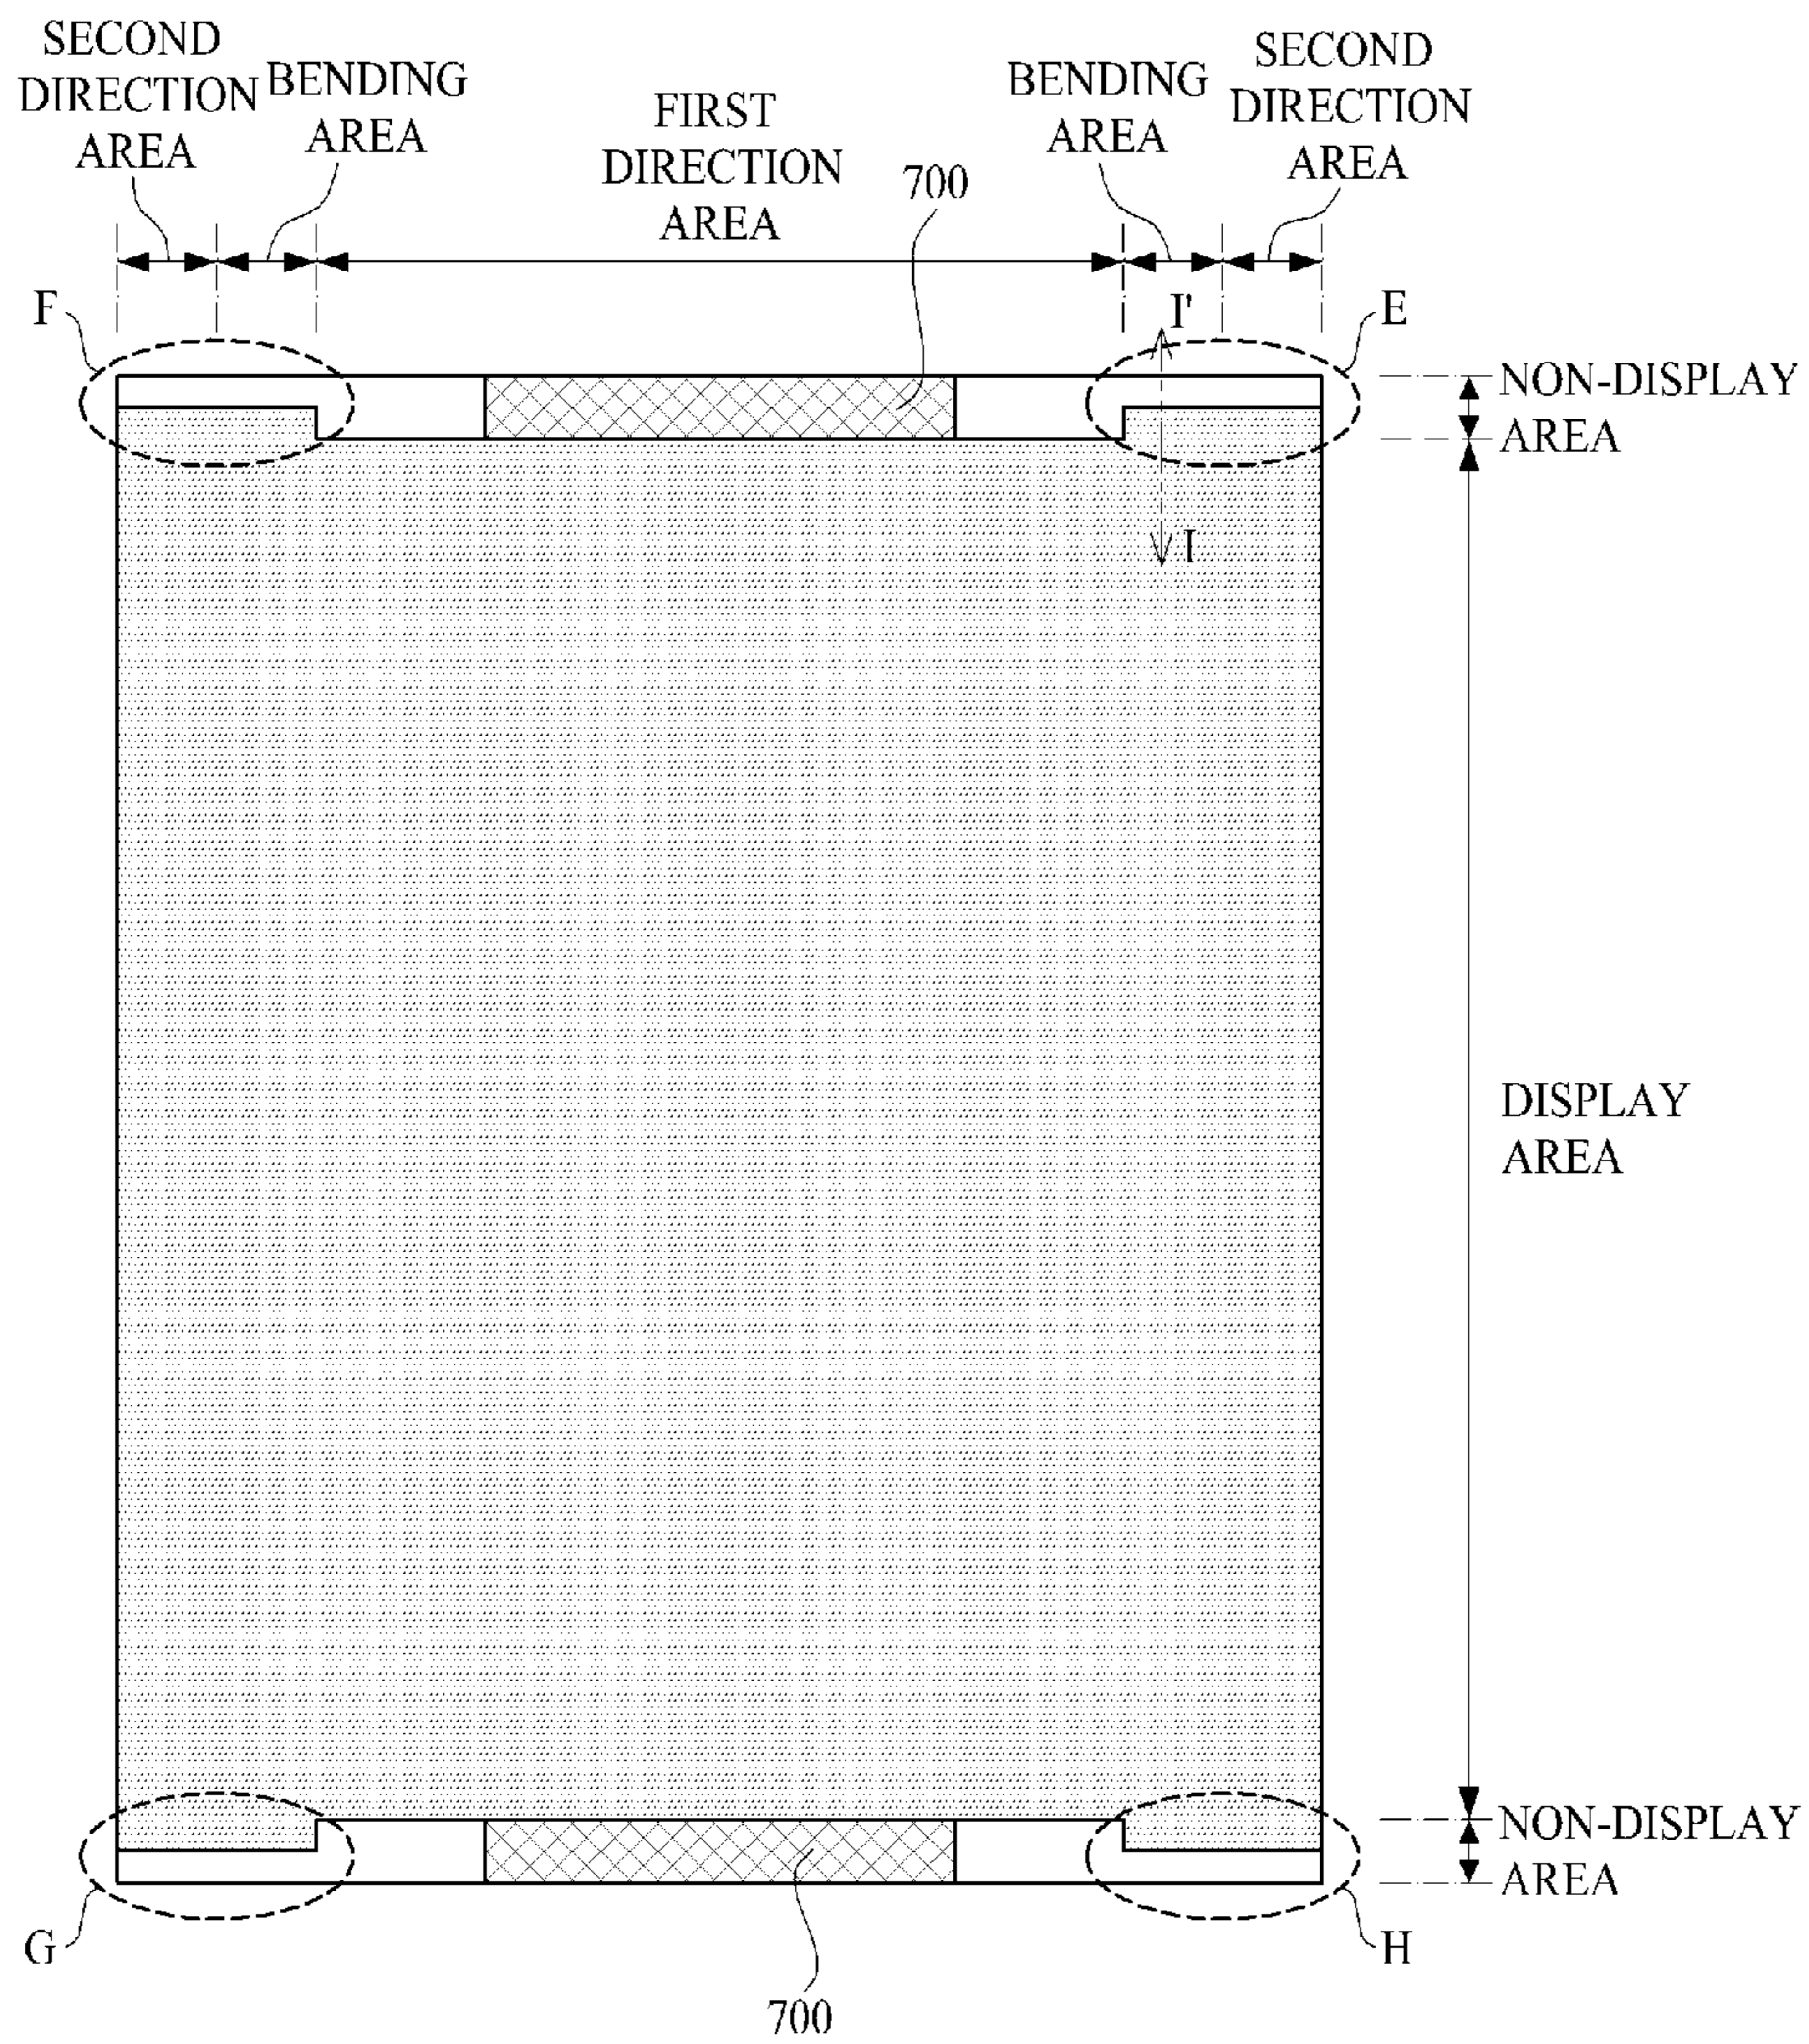 SECOND
DIRECTION
AREA
BENDING
AREA
FIRST
DIRECTION
AREA
700
BENDING
AREA
SECOND
DIRECTION
AREA
F
I'
E
NON-DISPLAY
AREA
I
DISPLAY
AREA
NON-DISPLAY
AREA
G
H
700